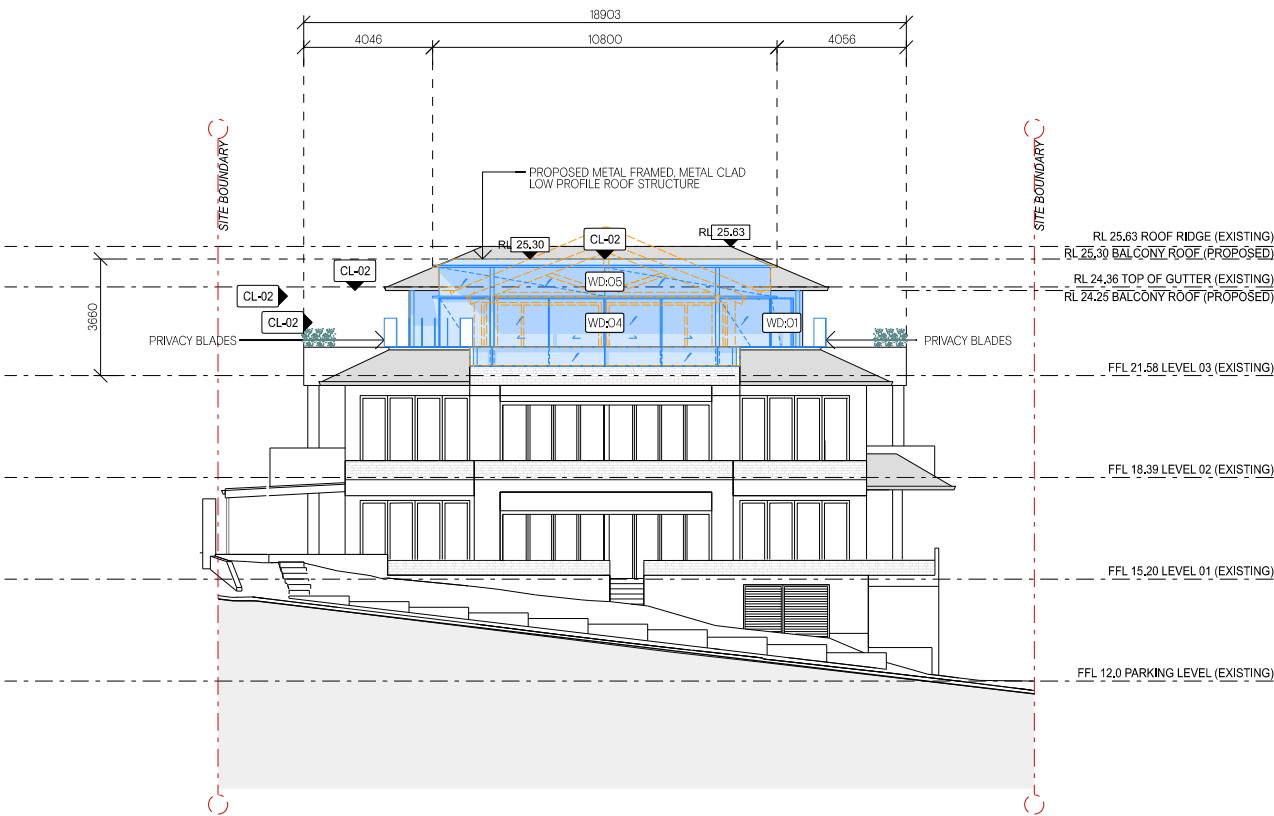 18903
4046
10800
4056
SITE BOUNDARY
SITE BOUNDARY
PROPOSED METAL FRAMED, METAL CLAD
LOW PROFILE ROOF STRUCTURE
RL 25.30
CL-02
RL 25.63
RL 25.63 ROOF RIDGE (EXISTING)
RL 25.30 BALCONY ROOF (PROPOSED)
CL-02
WD:05
RL 24.36 TOP OF GUTTER (EXISTING)
CL-02
RL 24.25 BALCONY ROOF (PROPOSED)
3660
CL-02
WD:04
WD:01
PRIVACY BLADES
PRIVACY BLADES
FFL 21.58 LEVEL 03 (EXISTING)
FFL 18.39 LEVEL 02 (EXISTING)
FFL 15.20 LEVEL 01 (EXISTING)
FFL 12.0 PARKING LEVEL (EXISTING)